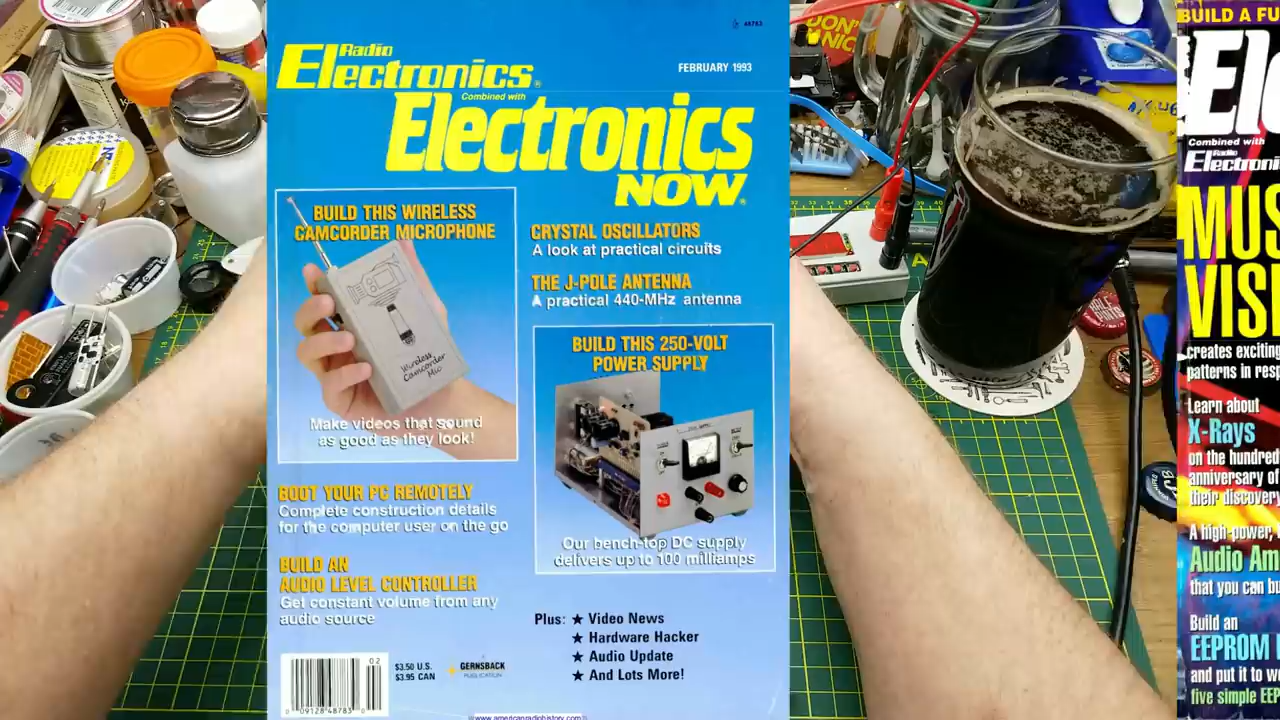 48783
Radio
Electronics
FEBRUARY 1993
Combined with
Electronics
NOW
BUILD THIS WIRELESS
CAMCORDER MICROPHONE
Wireless
Camcorder
Mic
Make videos that sound
as good as they look!
CRYSTAL OSCILLATORS
A look at practical circuits
THE J-POLE ANTENNA
A practical 440-MHz antenna
BUILD THIS 250-VOLT
POWER SUPPLY
Our bench-top DC supply
delivers up to 100 milliamps
BOOT YOUR PC REMOTELY
Complete construction details
for the computer user on the go
BUILD AN
AUDIO LEVEL CONTROLLER
Get constant volume from any
audio source
Plus: ★ Video News
★ Hardware Hacker
★ Audio Update
★ And Lots More!
02
0 09128 48783 0
$3.50 U.S.
$3.95 CAN
GERNSBACK
PUBLICATION
www.americanradiohistory.com
DON'T
BUILD A FU
Ele
Combined with
Radio
Electroni
MUS
VISI
creates exciting
patterns in resp
Learn about
X-Rays
on the hundred
anniversary of
their discovery
A high-power,
Audio Am
that you can bu
Build an
EEPROM
and put it to wo
five simple EEP